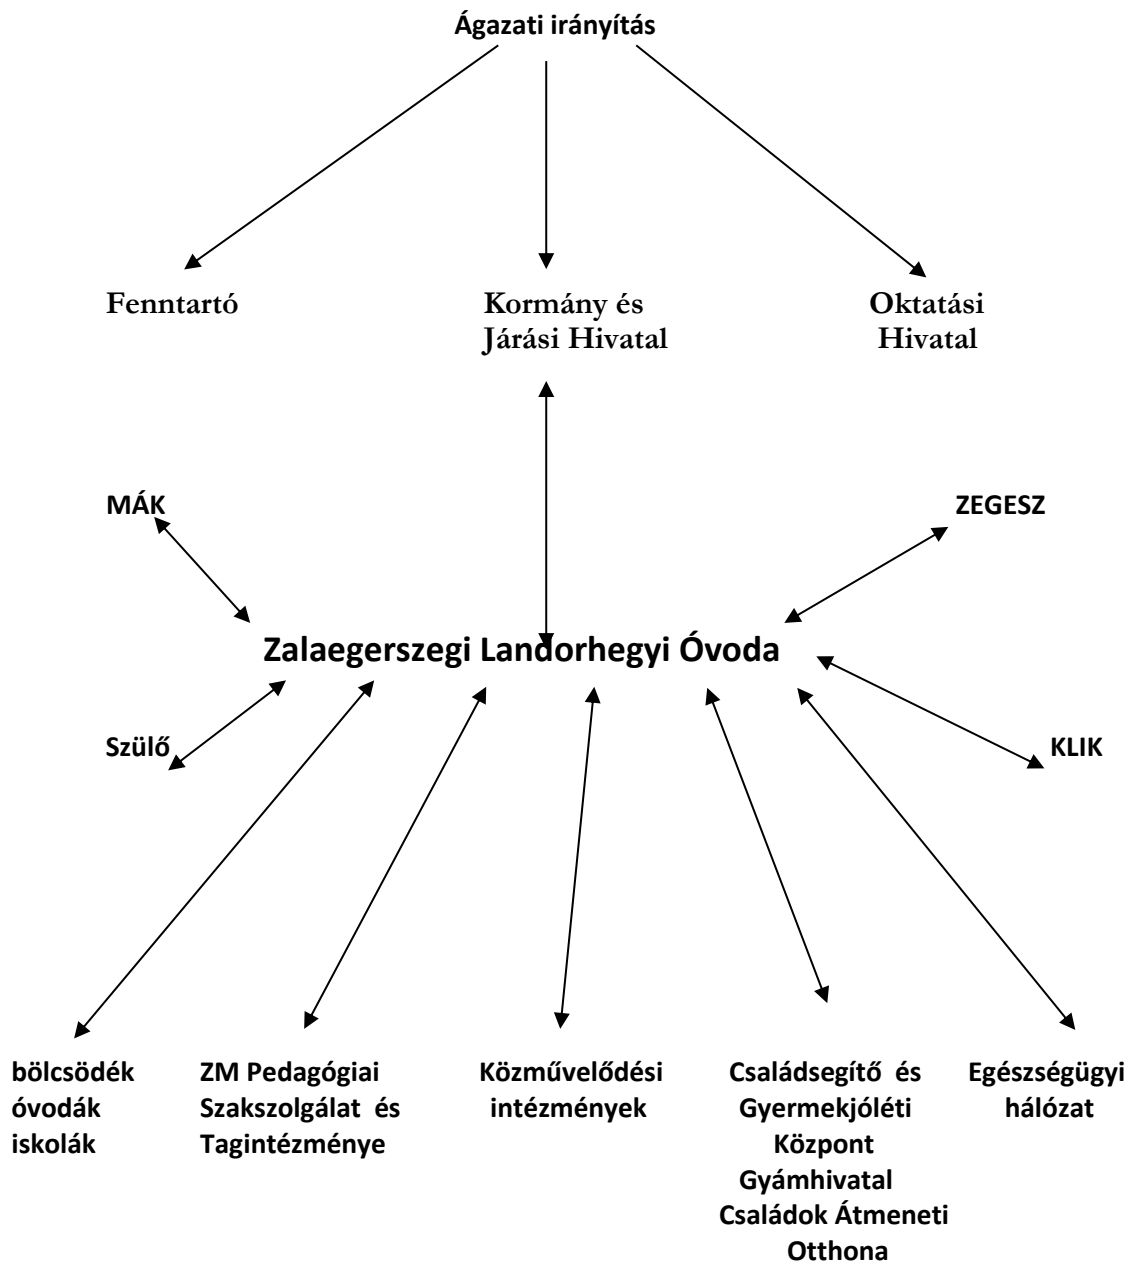 Ágazati irányítás
Fenntartó
Kormány és
Járási Hivatal
Oktatási
Hivatal
MÁK
ZEGESZ
Zalaegerszegi Landorhegyi Óvoda
Szülő
KLIK
bölcsödék
óvodák
iskolák
ZM Pedagógiai
Szakszolgálat és
Tagintézménye
Közművelődési
intézmények
Családsegítő és
Gyermekjóléti
Központ
Gyámhivatal
Családok Átmeneti
Otthona
Egészségügyi
hálózat